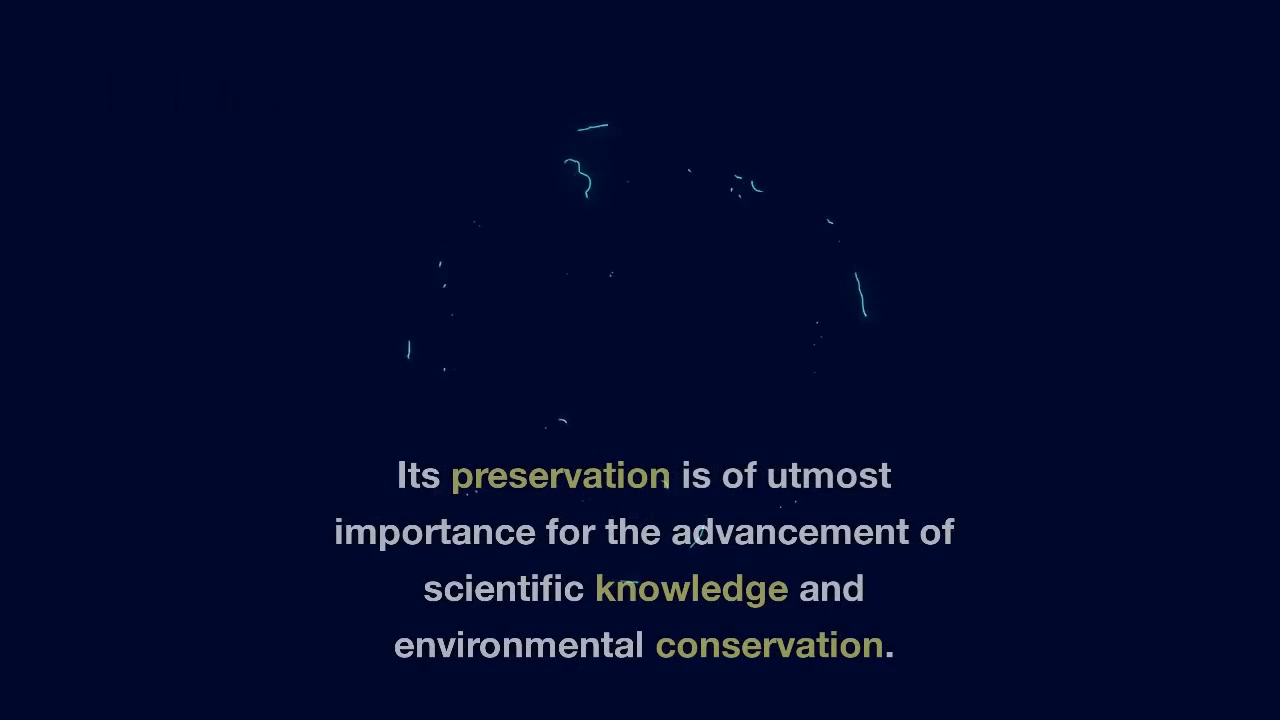 Its preservation is of utmost
importance for the advancement of
scientific knowledge and
environmental conservation.